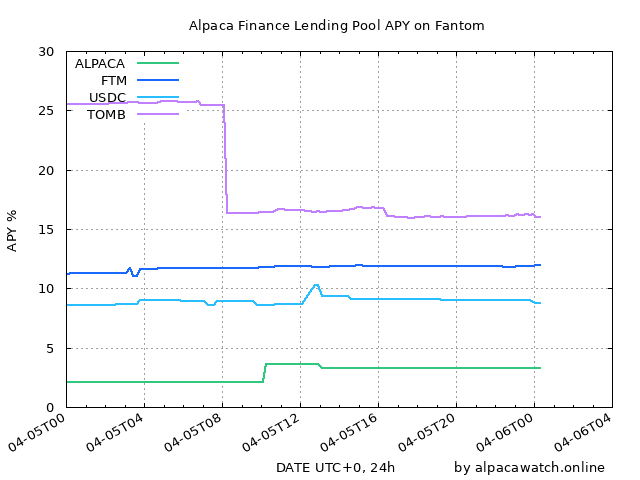 Alpaca Finance Lending Pool APY on Fantom
APY %
30
25
20
15
10
5
0
ALPACA
FTM
USDC
TOMB
04-05T00
04-05T04
04-05T08
04-05T12
04-05T16
04-05T20
04-06T00
04-06T04
DATE UTC+0, 24h
by alpacawatch.online